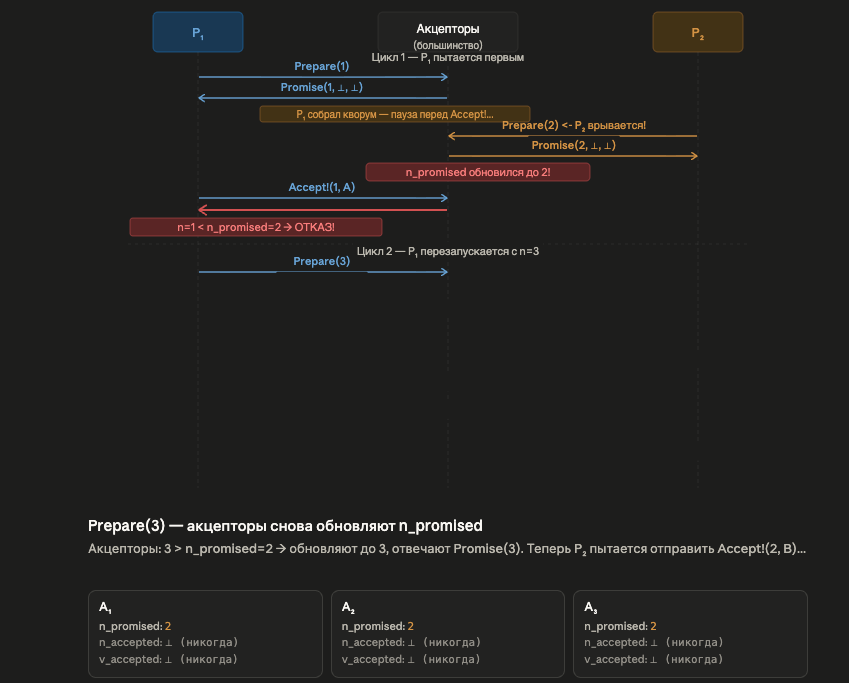 P₁
Акцепторы
(большинство)
P₂
Цикл 1 — P₁ пытается первым
Prepare(1)
Promise(1, ⊥, ⊥)
P₁ собрал кворум — пауза перед Accept!...
Prepare(2) <- P₂ врывается!
Promise(2, ⊥, ⊥)
n_promised обновился до 2!
Accept!(1, A)
n=1 < n_promised=2 → ОТКАЗ!
Цикл 2 — P₁ перезапускается с n=3
Prepare(3)
Prepare(3) — акцепторы снова обновляют n_promised
Акцепторы: 3 > n_promised=2 → обновляют до 3, отвечают Promise(3). Теперь P₂ пытается отправить Accept!(2, B)...
A₁
n_promised: 2
n_accepted: ⊥ (никогда)
v_accepted: ⊥ (никогда)
A₂
n_promised: 2
n_accepted: ⊥ (никогда)
v_accepted: ⊥ (никогда)
A₃
n_promised: 2
n_accepted: ⊥ (никогда)
v_accepted: ⊥ (никогда)